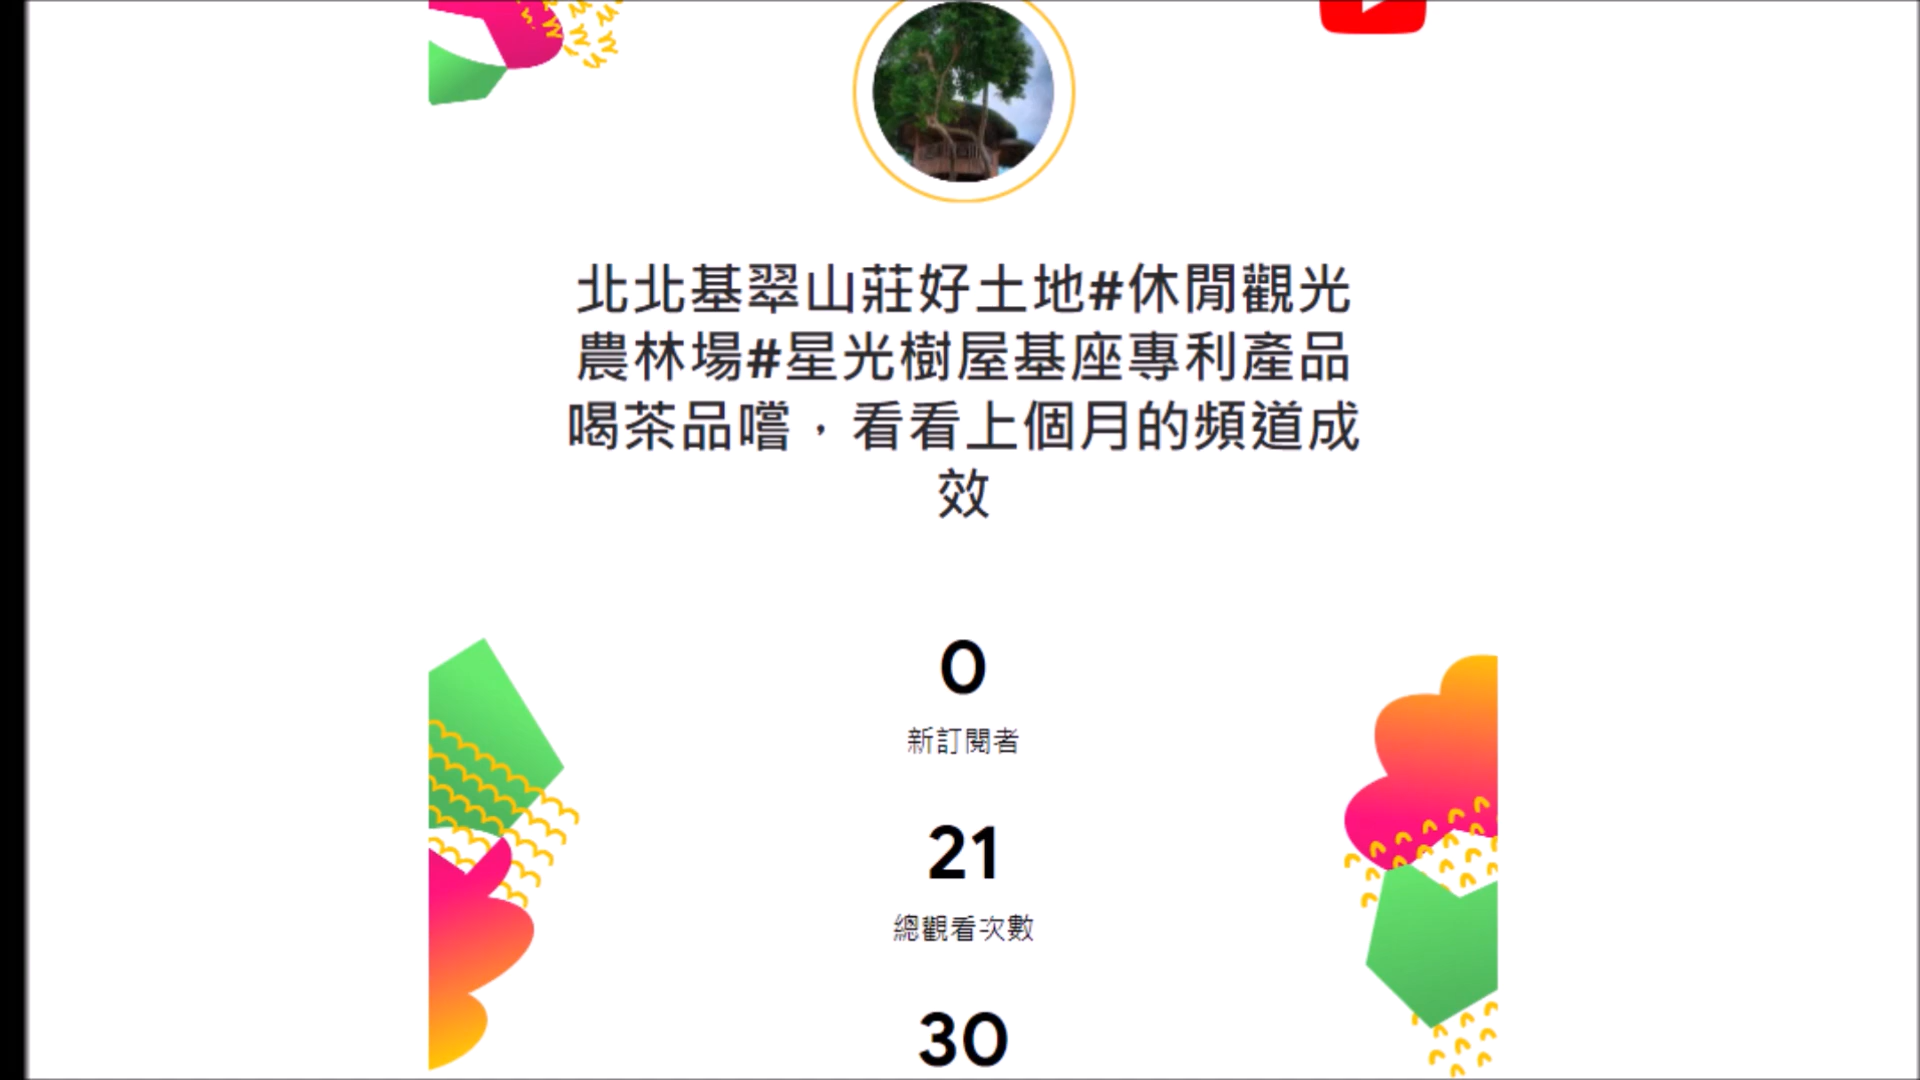 北北基翠山莊好土地#休閒觀光
農林場#星光樹屋基座專利產品
喝茶品嚐，看看上個月的頻道成
效
0
新訂閱者
21
總觀看次數
30